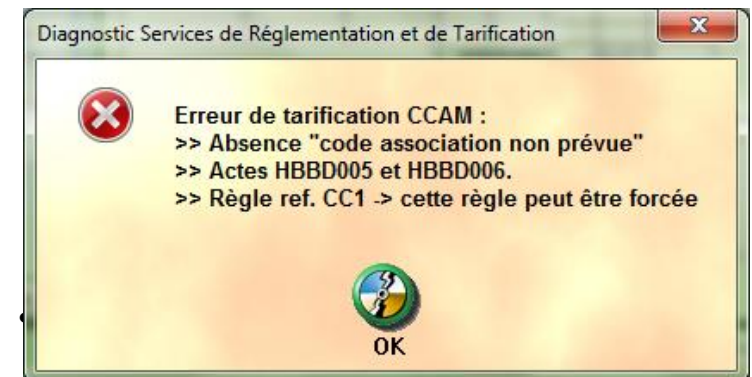 Diagnostic Services de Réglementation et de Tarification
Erreur de tarification CCAM :
>> Absence "code association non prévue"
>> Actes HBBD005 et HBBD006.
>> Règle ref. CC1 -> cette règle peut être forcée
OK